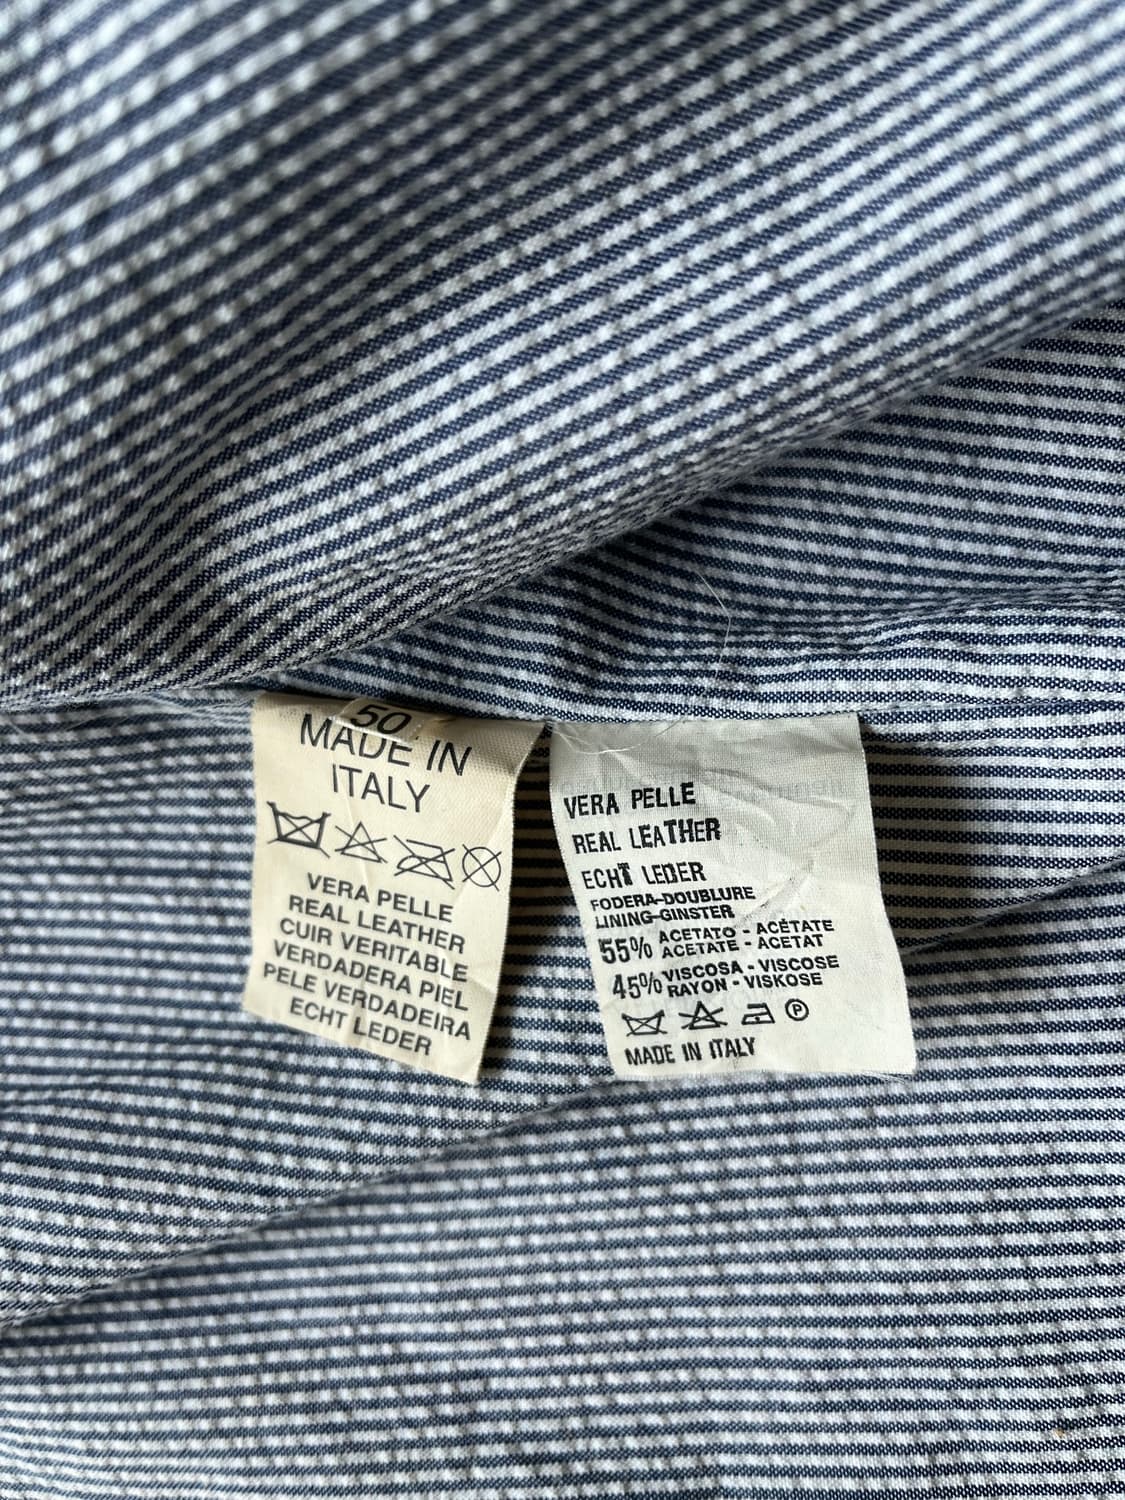 50
MADE IN
ITALY
VERA PELLE
REAL LEATHER
CUIR VERITABLE
VERDADERA PIEL
PELE VERDADEIRA
ECHT LEDER
VERA PELLE
REAL LEATHER
ECHT LEDER
FODERA-DOUBLURE
LINING-GINSTER
55% ACETATO - ACÉTATE
ACETATE - ACETAT
45% VISCOSA - VISCOSE
RAYON - VISKOSE
P
MADE IN ITALY